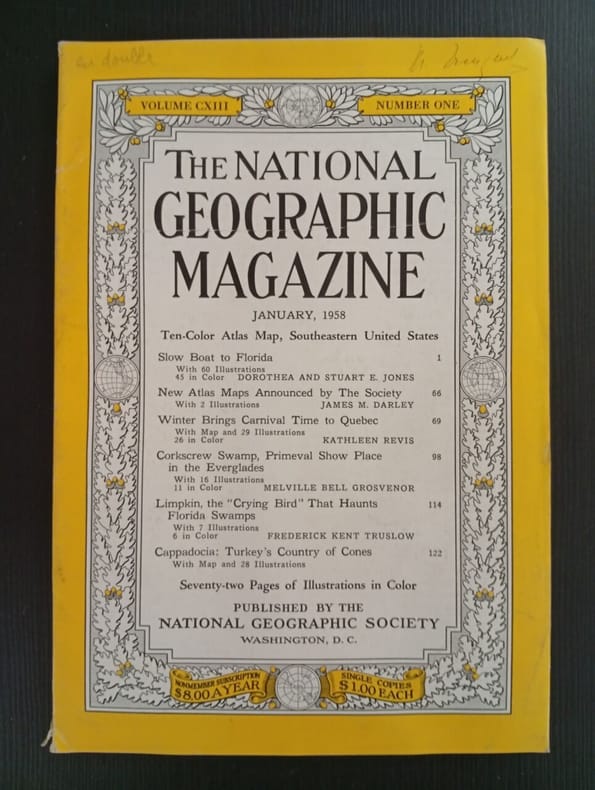 en double
VOLUME CXIII
NUMBER ONE
THE NATIONAL
GEOGRAPHIC
MAGAZINE
JANUARY, 1958
Ten-Color Atlas Map, Southeastern United States
Slow Boat to Florida 1
With 60 Illustrations
45 in Color DOROTHEA AND STUART E. JONES
New Atlas Maps Announced by The Society 66
With 2 Illustrations JAMES M. DARLEY
Winter Brings Carnival Time to Quebec 69
With Map and 29 Illustrations
26 in Color KATHLEEN REVIS
Corkscrew Swamp, Primeval Show Place 98
in the Everglades
With 16 Illustrations
11 in Color MELVILLE BELL GROSVENOR
Limpkin, the "Crying Bird" That Haunts 114
Florida Swamps
With 7 Illustrations
6 in Color FREDERICK KENT TRUSLOW
Cappadocia: Turkey's Country of Cones 122
With Map and 28 Illustrations
Seventy-two Pages of Illustrations in Color
PUBLISHED BY THE
NATIONAL GEOGRAPHIC SOCIETY
WASHINGTON, D. C.
NONMEMBER SUBSCRIPTION
$8.00 A YEAR
SINGLE COPIES
$1.00 EACH